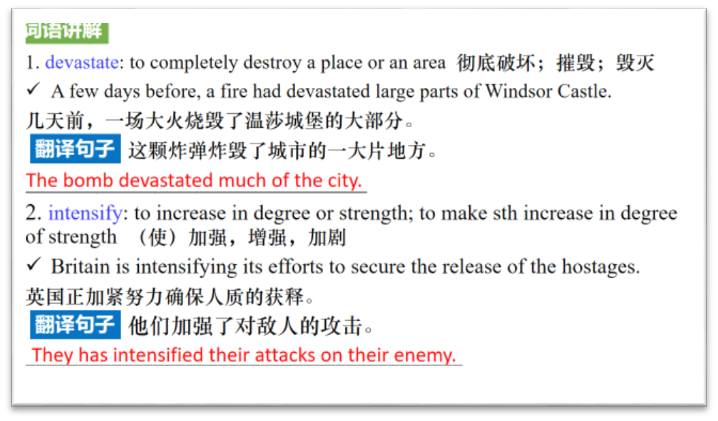 词语讲解
1. devastate: to completely destroy a place or an area 彻底破坏；摧毁；毁灭
✓ A few days before, a fire had devastated large parts of Windsor Castle.
几天前，一场大火烧毁了温莎城堡的大部分。
翻译句子 这颗炸弹炸毁了城市的一大片地方。
The bomb devastated much of the city.
2. intensify: to increase in degree or strength; to make sth increase in degree
of strength （使）加强，增强，加剧
✓ Britain is intensifying its efforts to secure the release of the hostages.
英国正加紧努力确保人质的获释。
翻译句子 他们加强了对敌人的攻击。
They has intensified their attacks on their enemy.